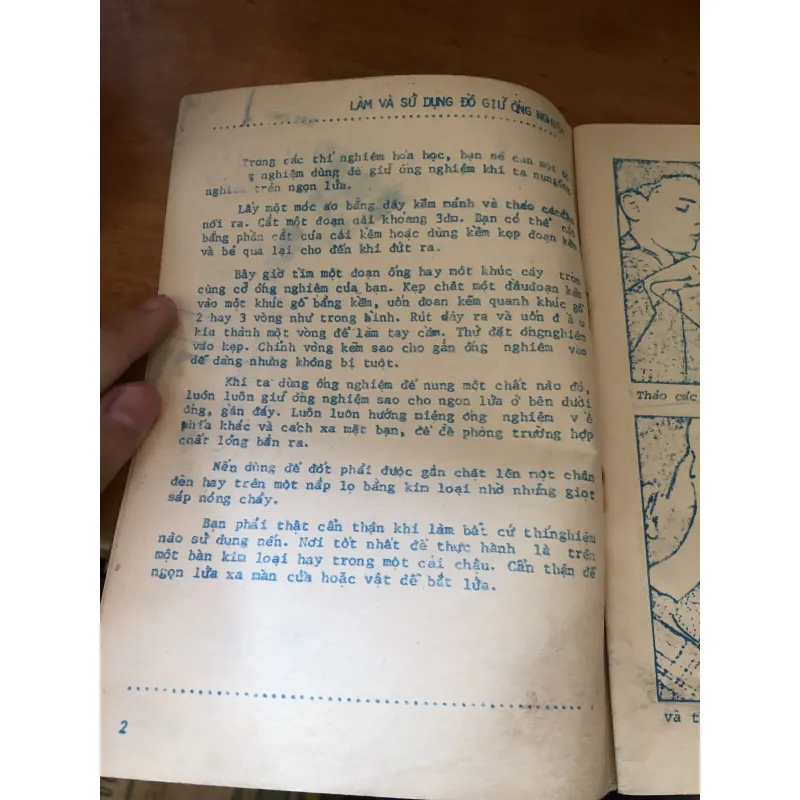 LÀM VÀ SỬ DỤNG ĐỒ GIỮ ỐNG NGHIỆM
Trong các thí nghiệm hóa học, bạn sẽ cần một
nghiệm dùng để giữ ống nghiệm khi ta nung ống
nghiệm trên ngọn lửa.
Lấy một móc áo bằng dây kẽm mảnh và tháo các đầu
nối ra. Cắt một đoạn dài khoảng 3dm. Bạn có thể cắt
bằng phần cắt của cái kềm hoặc dùng kềm kẹp đoạn kẽm
và bẻ qua lại cho đến khi đứt ra.
Bây giờ tìm một đoạn ống hay một khúc cây tròn
cùng cỡ ống nghiệm của bạn. Kẹp chặt một đầu đoạn kẽm
vào một khúc gỗ bằng kềm, uốn đoạn kẽm quanh khúc gỗ
2 hay 3 vòng như trong hình. Rút dây ra và uốn đầu
kia thành một vòng để làm tay cầm. Thử đặt ống nghiệm
vào kẹp. Chỉnh vòng kẽm sao cho gắn ống nghiệm vào
dễ dàng nhưng không bị tuột.
Khi ta dùng ống nghiệm để nung một chất nào đó,
luôn luôn giữ ống nghiệm sao cho ngọn lửa ở bên dưới
ống, gần đáy. Luôn luôn hướng miệng ống nghiệm về
phía khác và cách xa mặt bạn, để đề phòng trường hợp
chất lỏng bắn ra.
Nến dùng để đốt phải được gắn chặt lên một chân
đèn hay trên một nắp lọ bằng kim loại nhờ những giọt
sáp nóng chảy.
Bạn phải thật cẩn thận khi làm bất cứ thí nghiệm
nào sử dụng nến. Nơi tốt nhất để thực hành là trên
một bàn kim loại hay trong một cái chậu. Cẩn thận để
ngọn lửa xa màn cửa hoặc vật dễ bắt lửa.
2
Tháo các
và t